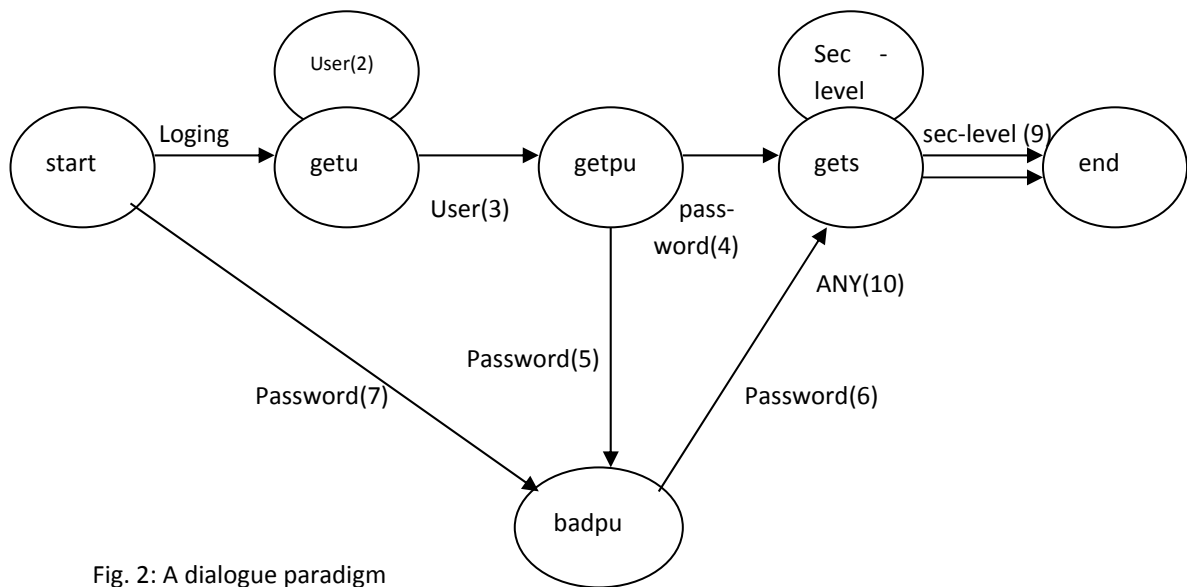 User(2)
Sec -
level
Loging
sec-level (9)
start
getu
getpu
gets
end
User(3)
pass-
word(4)
ANY(10)
Password(5)
Password(7)
Password(6)
badpu
Fig. 2: A dialogue paradigm